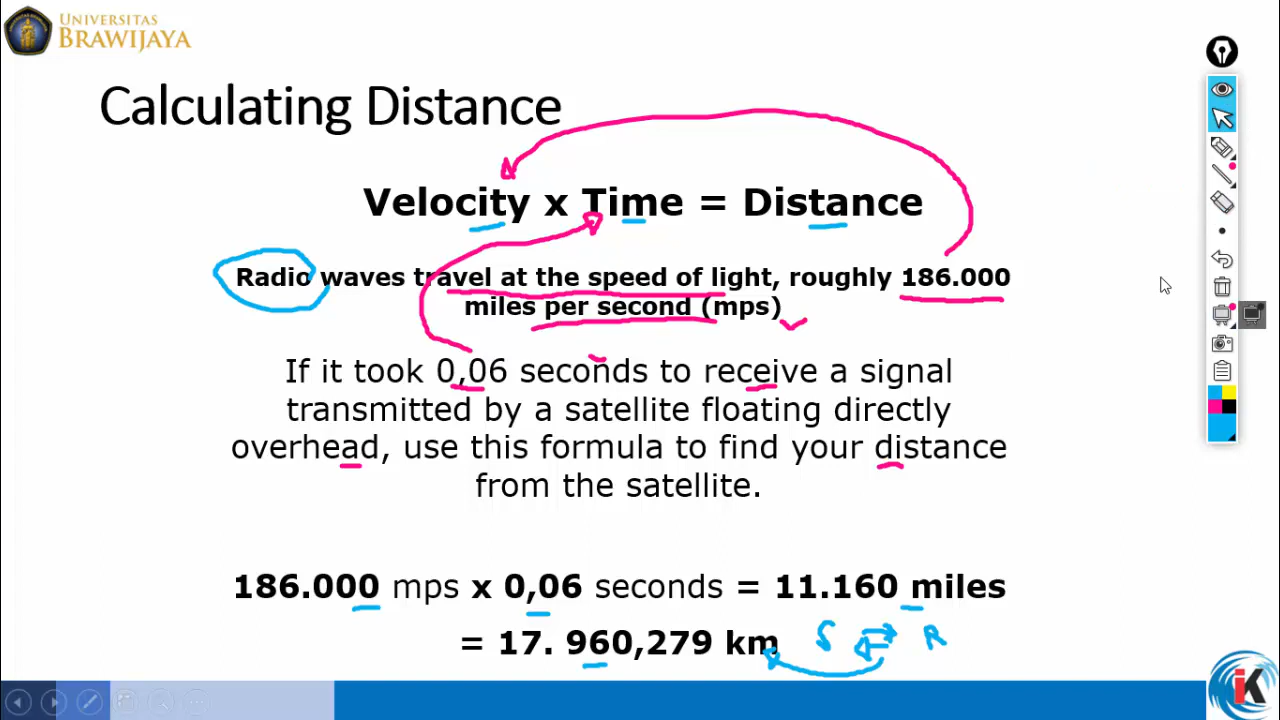 UNIVERSITAS
BRAWIJAYA
Calculating Distance
Velocity x Time = Distance
Radio waves travel at the speed of light, roughly 186.000
miles per second (mps)
If it took 0,06 seconds to receive a signal
transmitted by a satellite floating directly
overhead, use this formula to find your distance
from the satellite.
186.000 mps x 0,06 seconds = 11.160 miles
= 17. 960,279 km S R
iK